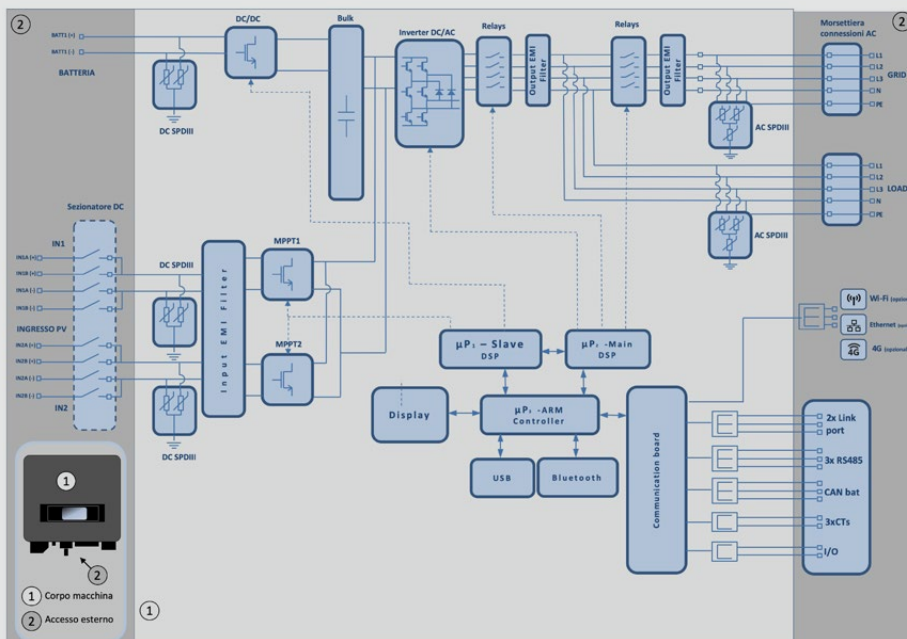 2
DC/DC
Bulk
Inverter DC/AC
Relays
Relays
Morsettiera
connessioni AC
2
BATT1 (+)
BATT1 (-)
BATTERIA
DC SPDIII
Output EMI
Filter
Output EMI
Filter
L1
L2
L3
N
PE
GRID
AC SPDIII
L1
L2
L3
N
PE
LOAD
AC SPDIII
Sezionatore DC
IN1
IN1A (+)
IN1B (+)
IN1A (-)
IN1B (-)
INGRESSO PV
IN2A (+)
IN2B (+)
IN2A (-)
IN2B (-)
IN2
DC SPDIII
DC SPDIII
Input EMI Filter
MPPT1
MPPT2
Wi-Fi
Ethernet
4G
4G (optional
µP₁ – Slave
DSP
µP₁ -Main
DSP
Display
µP₁ -ARM
Controller
USB
Bluetooth
Communication board
2x Link
port
3x RS485
CAN bat
3xCTs
I/O
1
2
1 Corpo macchina
2 Accesso esterno
1